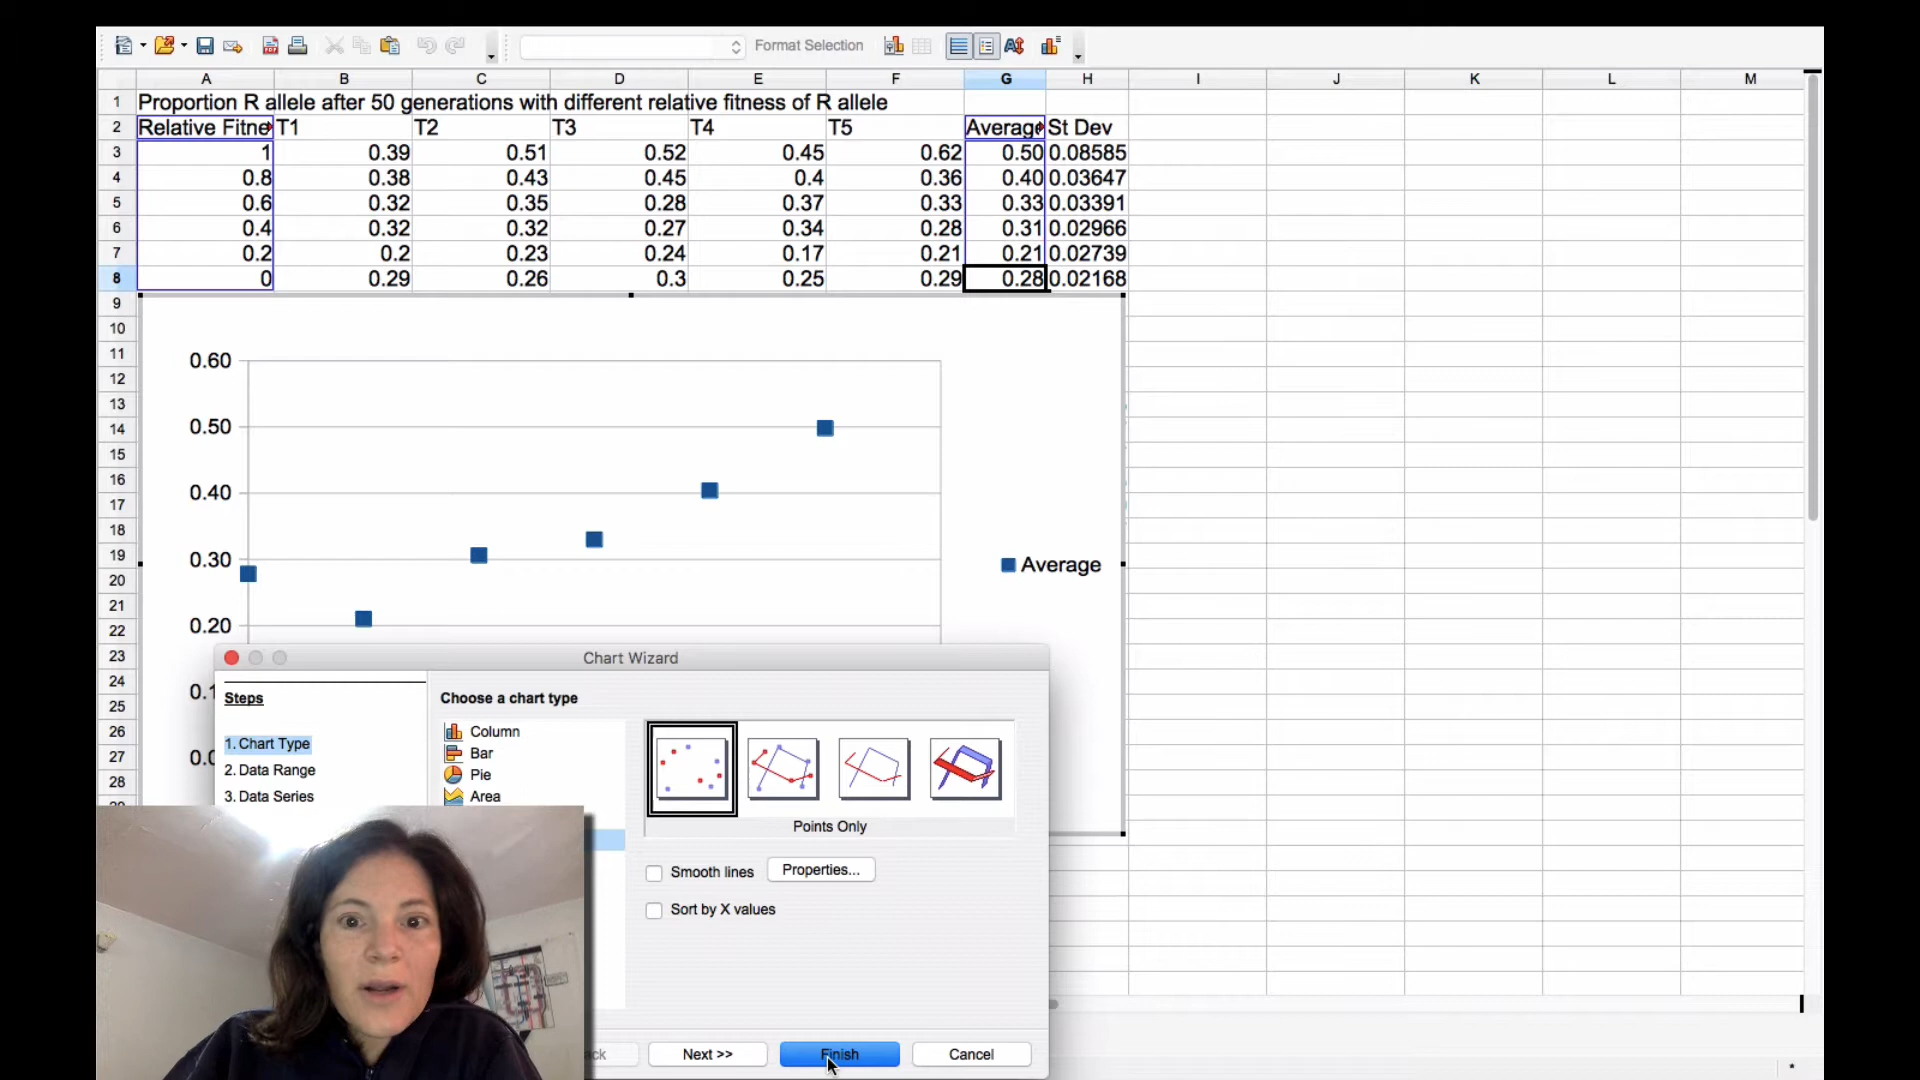 Format Selection
A B C D E F G H I J K L M
1 Proportion R allele after 50 generations with different relative fitness of R allele
2 Relative Fitne T1 T2 T3 T4 T5 Average St Dev
3 1 0.39 0.51 0.52 0.45 0.62 0.50 0.08585
4 0.8 0.38 0.43 0.45 0.4 0.36 0.40 0.03647
5 0.6 0.32 0.35 0.28 0.37 0.33 0.33 0.03391
6 0.4 0.32 0.32 0.27 0.34 0.28 0.31 0.02966
7 0.2 0.2 0.23 0.24 0.17 0.21 0.21 0.02739
8 0 0.29 0.26 0.3 0.25 0.29 0.28 0.02168
9
10
11
12
13
14
15
16
17
18
19
20
21
22
23
24
25
26
27
28
0.60
0.50
0.40
0.30
0.20
Average
Chart Wizard
Steps
1. Chart Type
2. Data Range
3. Data Series
Choose a chart type
Column
Bar
Pie
Area
Points Only
Smooth lines
Properties...
Sort by X values
Next >>
Finish
Cancel